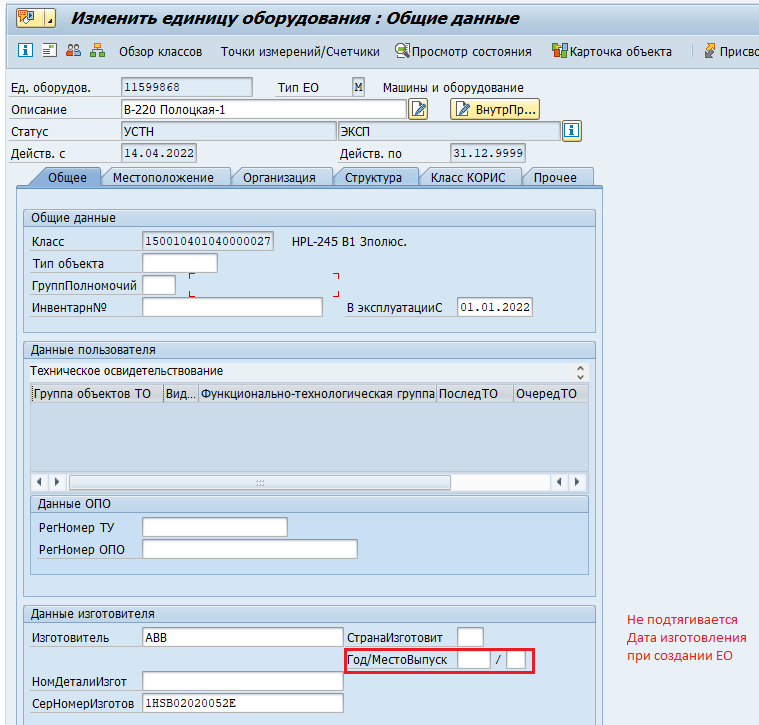 Изменить единицу оборудования : Общие данные
Обзор классов Точки измерений/Счетчики Просмотр состояния Карточка объекта Присво
Ед. оборудов. 11599868 Тип ЕО M Машины и оборудование
Описание В-220 Полоцкая-1 ВнутрПр...
Статус УСТН ЭКСП
Действ. с 14.04.2022 Действ. по 31.12.9999
Общее Местоположение Организация Структура Класс КОРИС Прочее
Общие данные
Класс 150010401040000027 HPL-245 B1 3полюс.
Тип объекта
ГруппПолномочий
Инвентарн№ В эксплуатацииС 01.01.2022
Данные пользователя
Техническое освидетельствование
Группа объектов ТО Вид... Функционально-технологическая группа ПоследТО ОчередТО
Данные ОПО
РегНомер ТУ
РегНомер ОПО
Данные изготовителя
Изготовитель ABB СтранаИзготовит
Год/МестоВыпуск /
НомДеталиИзгот
СерНомерИзготов 1HSB02020052E
Не подтягивается
Дата изготовления
при создании ЕО